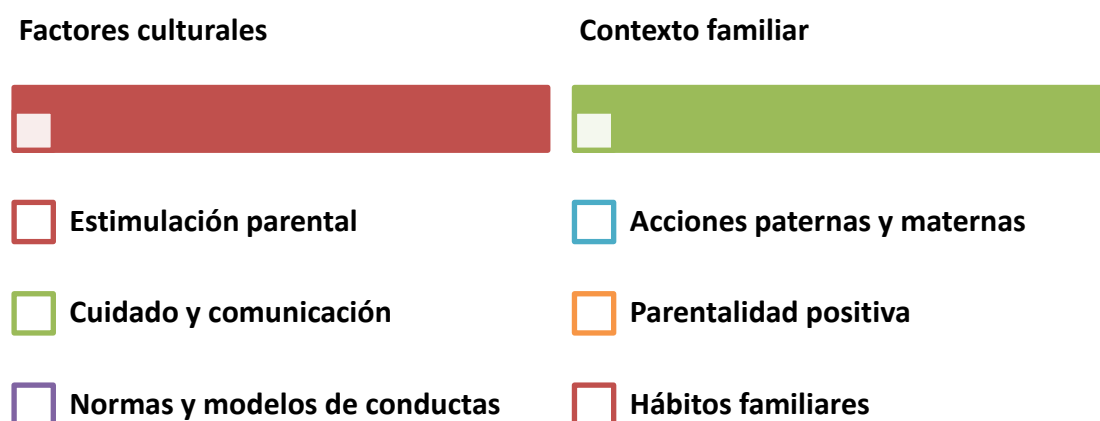 Factores culturales
Estimulación parental
Cuidado y comunicación
Normas y modelos de conductas
Contexto familiar
Acciones paternas y maternas
Parentalidad positiva
Hábitos familiares